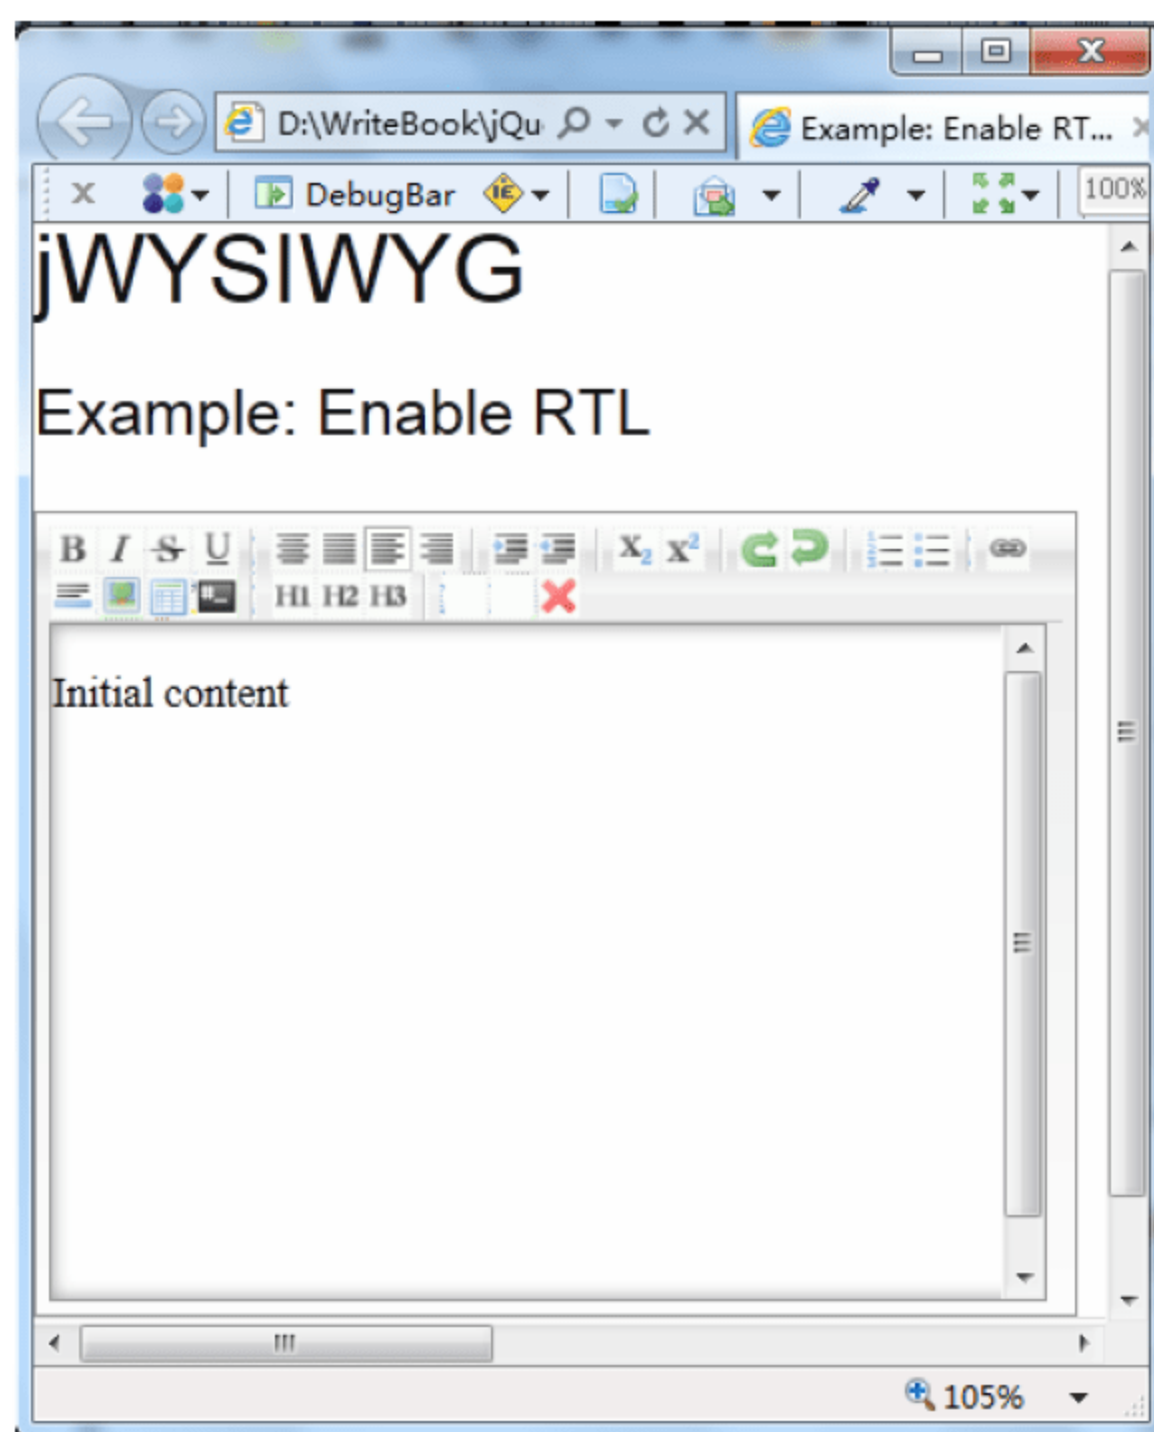 D:\WriteBook\jQu
Example: Enable RT...
DebugBar
100%
jWYSIWYG
Example: Enable RTL
B I S U X2 X2
H1 H2 H3
Initial content
105%